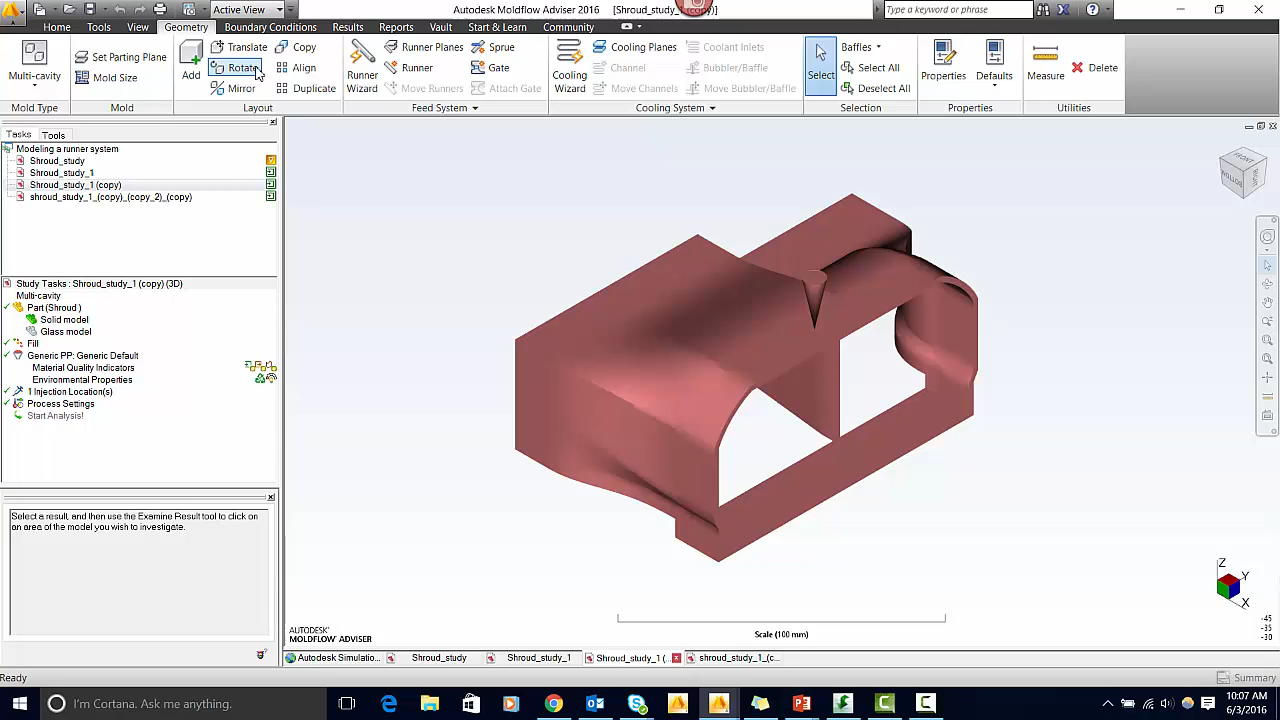 Active View
Autodesk Moldflow Adviser 2016 [Shroud_study_1(copy)]
Type a keyword or phrase
Home Tools View Geometry Boundary Conditions Results Reports Vault Start & Learn Community
Multi-cavity
Mold Type
Set Parting Plane
Mold Size
Mold
Add
Translate
Rotate
Mirror
Copy
Align
Duplicate
Layout
Runner Wizard
Runner Planes
Runner
Move Runners
Sprue
Gate
Attach Gate
Feed System
Cooling Wizard
Cooling Planes
Channel
Move Channels
Coolant Inlets
Bubbler/Baffle
Move Bubbler/Baffle
Cooling System
Select
Baffles
Select All
Deselect All
Selection
Properties
Defaults
Properties
Measure
Delete
Utilities
Tasks Tools
Modeling a runner system
Shroud_study
Shroud_study_1
Shroud_study_1 (copy)
shroud_study_1_(copy)_(copy_2)_(copy)
Study Tasks: Shroud_study_1 (copy) (3D)
Multi-cavity
Part (Shroud )
Solid model
Glass model
Fill
Generic PP: Generic Default
Material Quality Indicators
Environmental Properties
1 Injection Location(s)
Process Settings
Start Analysis!
Select a result, and then use the Examine Result tool to click on
an area of the model you wish to investigate.
FRONT
RIGHT
BOTTOM
Z
Y
X
-45
-35
-30
Scale (100 mm)
AUTODESK
MOLDFLOW ADVISER
Autodesk Simulatio... Shroud_study Shroud_study_1 Shroud_study_1 (... shroud_study_1_(c...
Ready
Summary
I'm Cortana. Ask me anything.
10:07 AM
6/3/2016